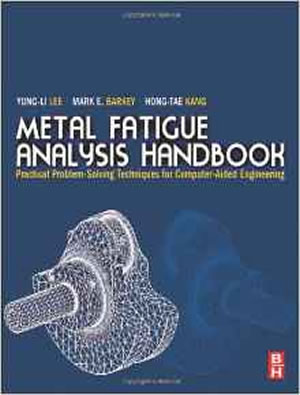 YUNG-LI LEE MARK E. BARKEY HONG-TAE KANG
METAL FATIGUE
ANALYSIS HANDBOOK
Practical Problem-Solving Techniques for Computer-Aided Engineering
B
H